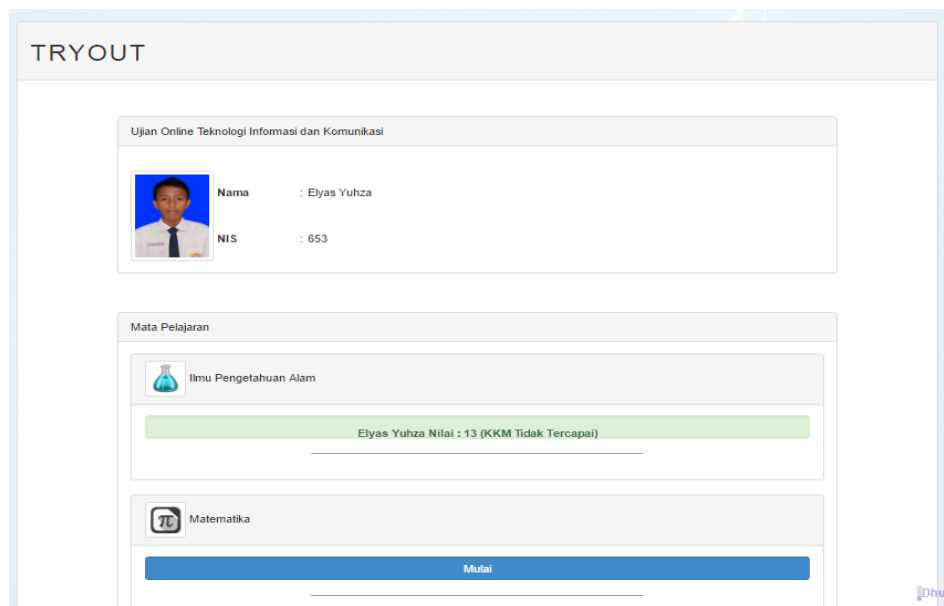 TRYOUT
Ujian Online Teknologi Informasi dan Komunikasi
Nama : Elyas Yuhza
NIS : 653
Mata Pelajaran
Ilmu Pengetahuan Alam
Elyas Yuhza Nilai : 13 (KKM Tidak Tercapai)
π Matematika
Mulai
Dhu